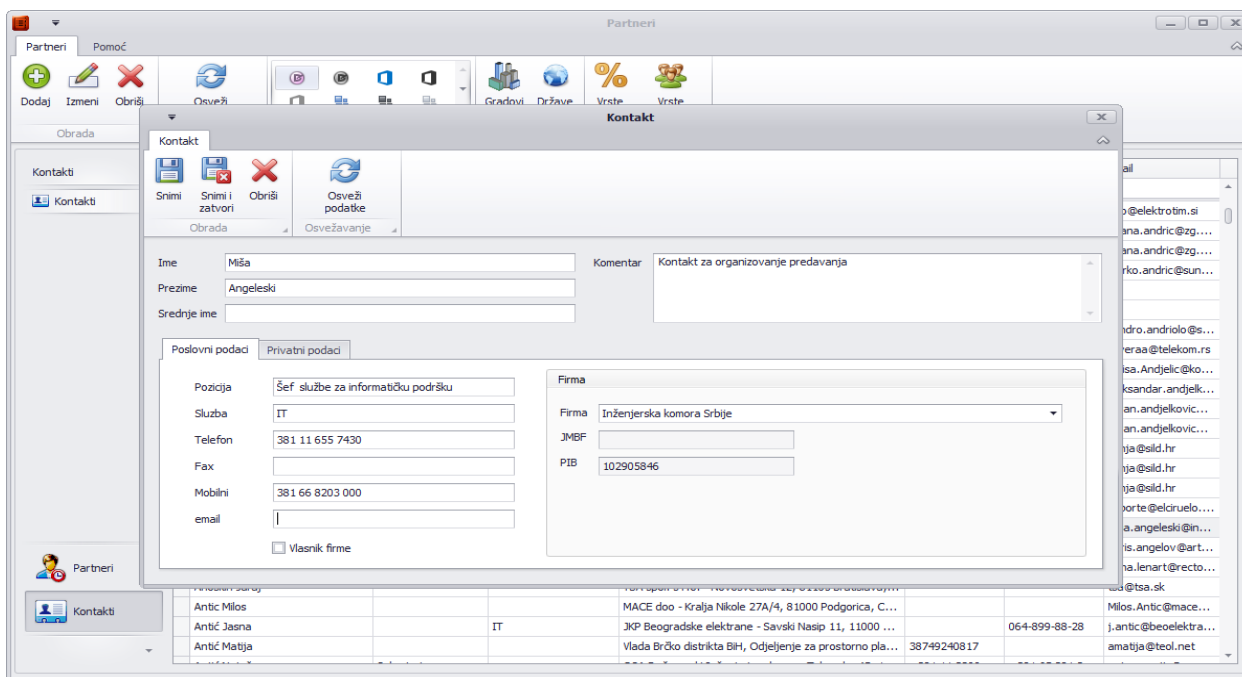 Partneri
Partneri Pomoć
Dodaj Izmeni Obriši Osveži Gradovi Države Vrste Vrste
Obrada
Kontakt
Kontakt
Snimi Snimi i zatvori Obriši Osveži podatke
Obrada Osvežavanje
Kontakti
Kontakti
Ime Miša
Prezime Angeleski
Srednje ime
Komentar Kontakt za organizovanje predavanja
Poslovni podaci Privatni podaci
Pozicija Šef službe za informatičku podršku
Sluzba IT
Telefon 381 11 655 7430
Fax
Mobilni 381 66 8203 000
email
Vlasnik firme
Firma
Firma Inženjerska komora Srbije
JMBF
PIB 102905846
ail
o@elektrotim.si
ana.andric@zg....
ana.andric@zg....
rko.andric@sun...
ndro.andriolo@s...
veraa@telekom.rs
isa.Andjelic@ko...
ksandar.andjelk...
an.andjelkovic...
an.andjelkovic...
nja@sild.hr
nja@sild.hr
nja@sild.hr
porte@elciruelo....
a.angeleski@in...
ris.angelov@art...
na.lenart@recto...
@tsa.sk
Partneri
Kontakti
Antic Milos MACE doo - Kralja Nikole 27A/4, 81000 Podgorica, C... Milos.Antic@mace...
Antić Jasna IT JKP Beogradske elektrane - Savski Nasip 11, 11000 ... 064-899-88-28 j.antic@beoelektra...
Antić Matija Vlada Brčko distrikta BiH, Odjeljenje za prostorno pla... 38749240817 amatija@teol.net